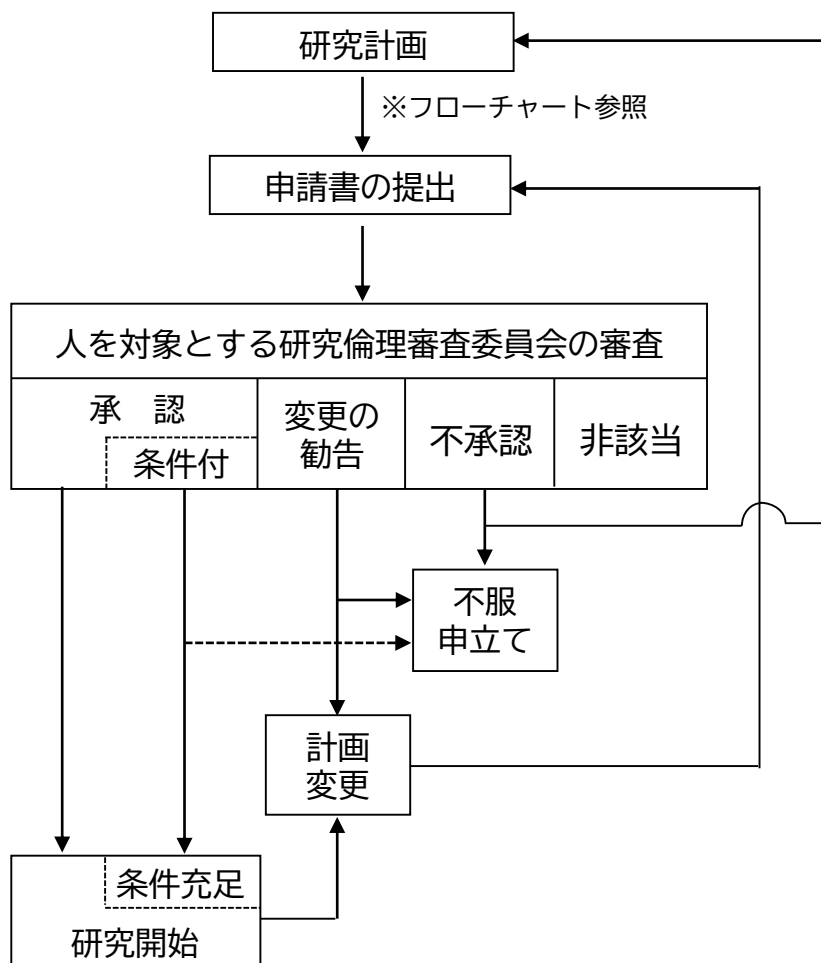 研究計画
※フローチャート参照
申請書の提出
人を対象とする研究倫理審査委員会の審査
承　認
条件付
変更の
勧告
不承認
非該当
不服
申立て
計画
変更
条件充足
研究開始